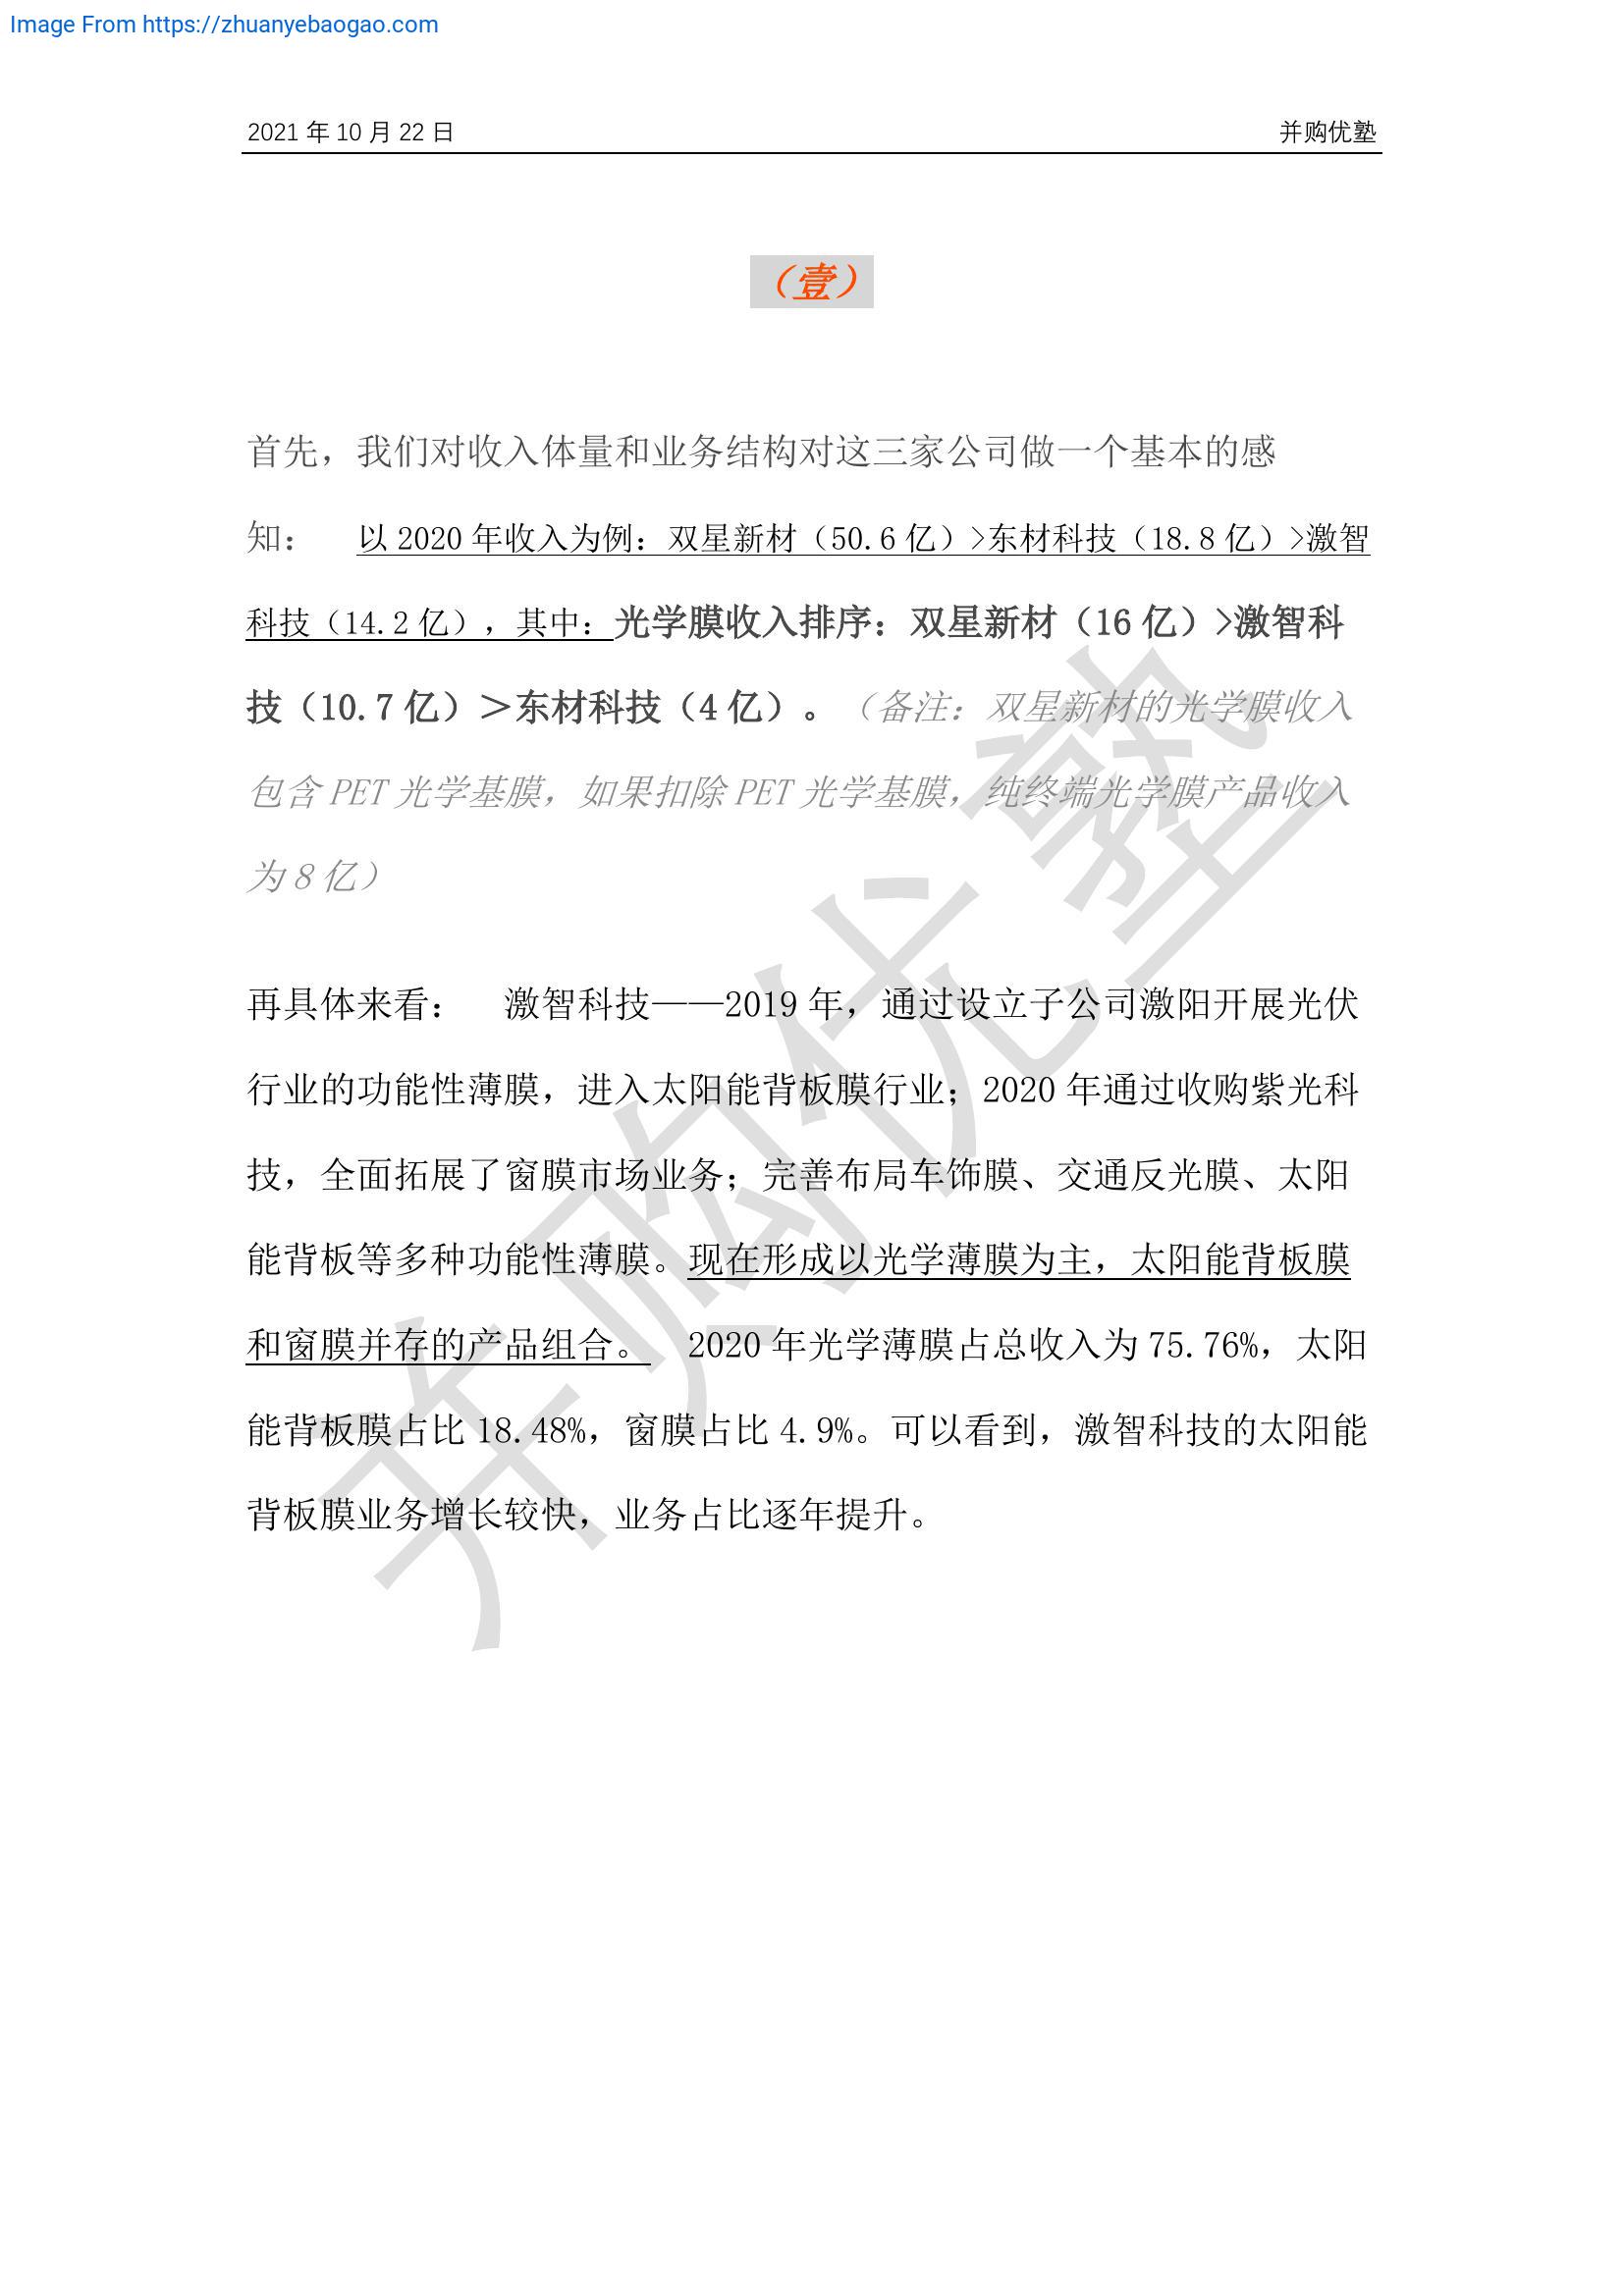 Image From https://zhuanyebaogao.com
2021 年 10 月 22 日 并购优塾
（壹）
首先，我们对收入体量和业务结构对这三家公司做一个基本的感
知： 以 2020 年收入为例：双星新材（50.6 亿）>东材科技（18.8 亿）>激智
科技（14.2 亿），其中：光学膜收入排序：双星新材（16 亿）>激智科
技（10.7 亿）＞东材科技（4 亿）。（备注：双星新材的光学膜收入
包含 PET 光学基膜，如果扣除 PET 光学基膜，纯终端光学膜产品收入
为 8 亿）
再具体来看： 激智科技——2019 年，通过设立子公司激阳开展光伏
行业的功能性薄膜，进入太阳能背板膜行业；2020 年通过收购紫光科
技，全面拓展了窗膜市场业务；完善布局车饰膜、交通反光膜、太阳
能背板等多种功能性薄膜。现在形成以光学薄膜为主，太阳能背板膜
和窗膜并存的产品组合。 2020 年光学薄膜占总收入为 75.76%，太阳
能背板膜占比 18.48%，窗膜占比 4.9%。可以看到，激智科技的太阳能
背板膜业务增长较快，业务占比逐年提升。
并购优塾